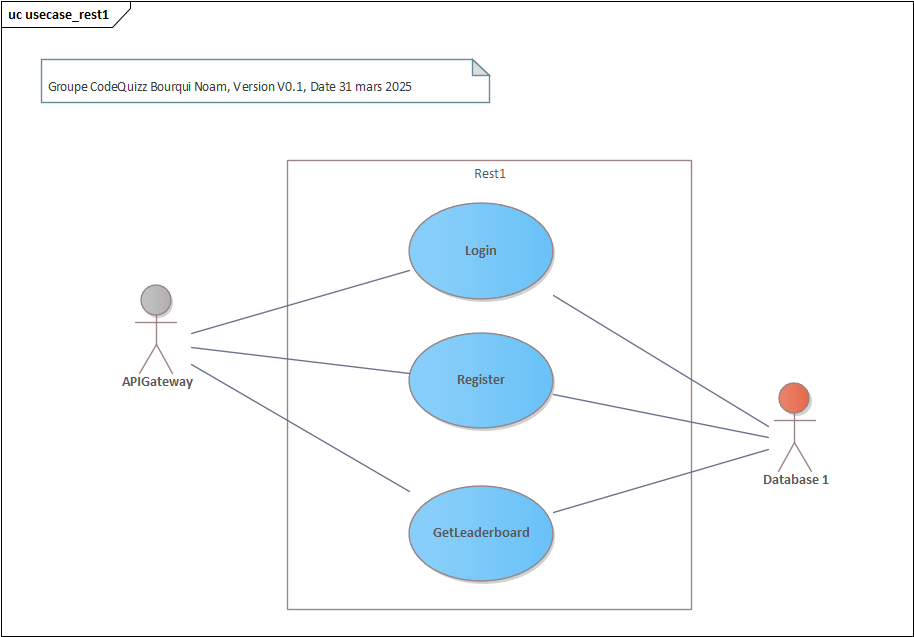 uc usecase_rest1
Groupe CodeQuizz Bourqui Noam, Version V0.1, Date 31 mars 2025
Rest1
Login
Register
APIGateway
Database 1
GetLeaderboard